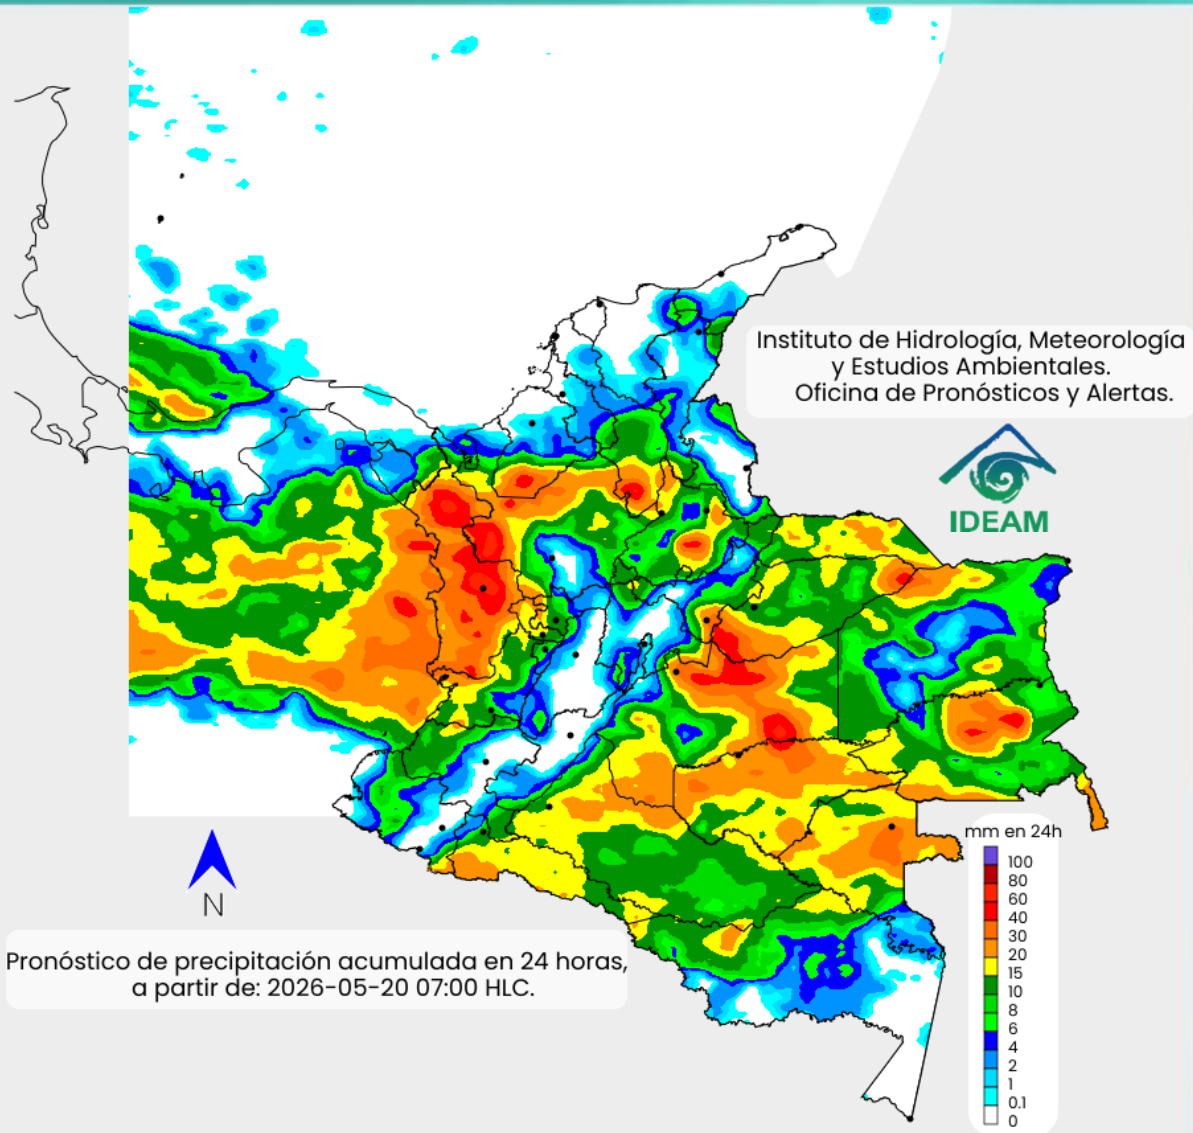 Instituto de Hidrología, Meteorología
y Estudios Ambientales.
Oficina de Pronósticos y Alertas.
IDEAM
mm en 24h
100
80
60
40
30
20
15
10
8
6
4
2
1
0.1
0
N
Pronóstico de precipitación acumulada en 24 horas,
a partir de: 2026-05-20 07:00 HLC.